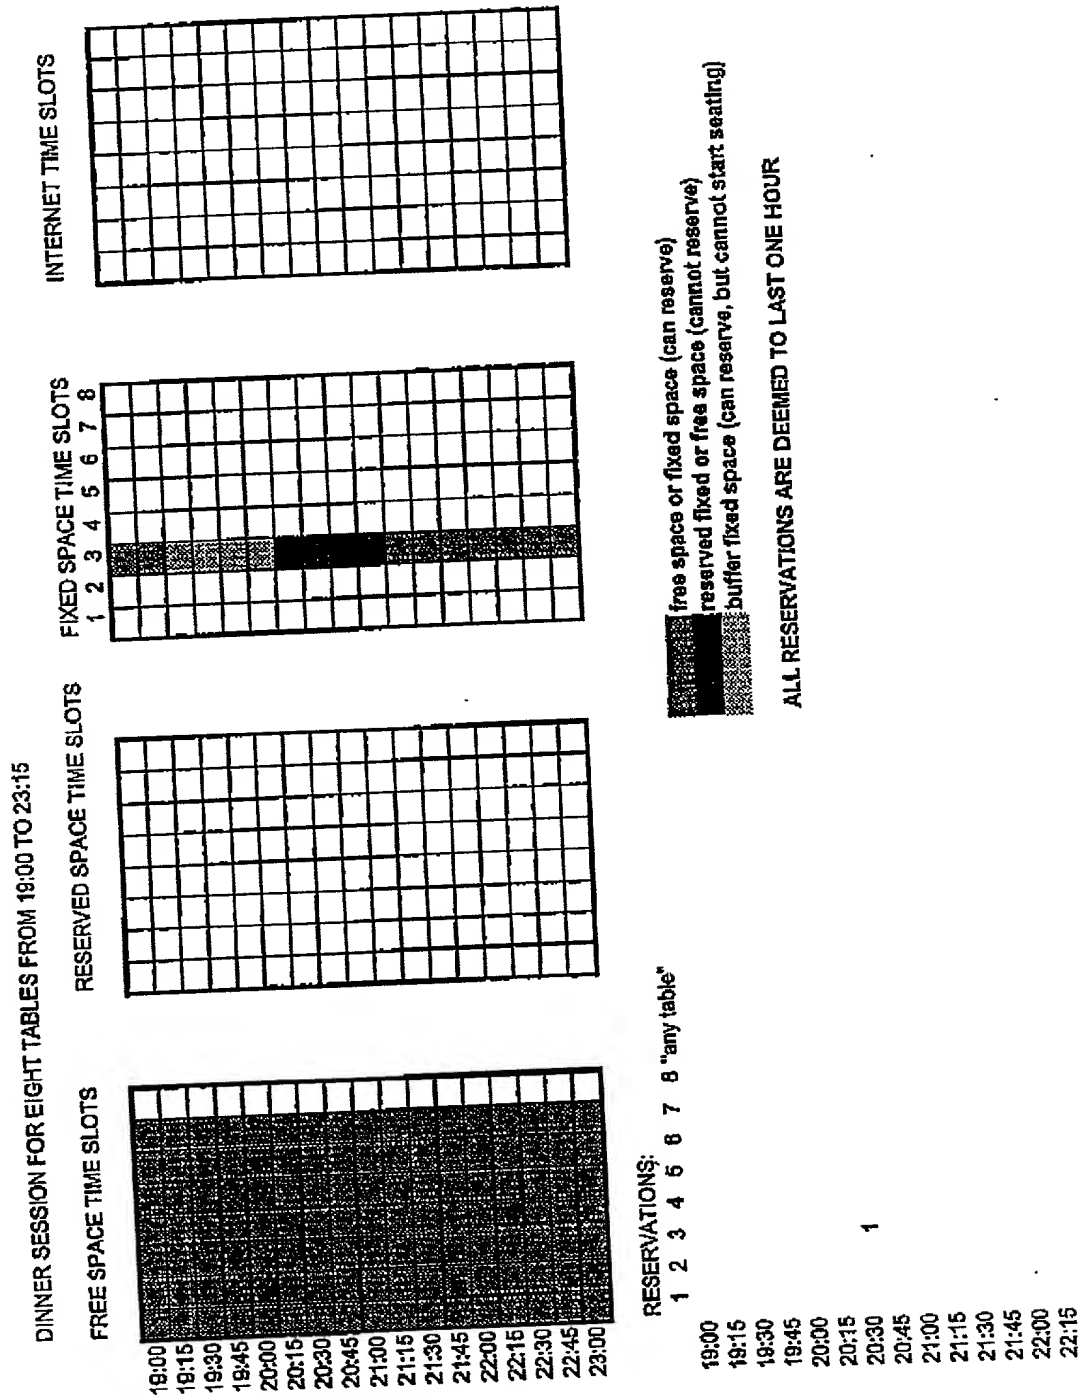 DINNER SESSION FOR EIGHT TABLES FROM 19:00 TO 23:15
FREE SPACE TIME SLOTS
RESERVED SPACE TIME SLOTS
FIXED SPACE TIME SLOTS
INTERNET TIME SLOTS
1 2 3 4 5 6 7 8
19:00
19:15
19:30
19:45
20:00
20:15
20:30
20:45
21:00
21:15
21:30
21:45
22:00
22:15
22:30
22:45
23:00
RESERVATIONS:
1 2 3 4 5 6 7 8 "any table"
19:00
19:15
19:30
19:45
20:00
20:15
20:30 1
20:45
21:00
21:15
21:30
21:45
22:00
22:15
free space or fixed space (can reserve)
reserved fixed or free space (cannot reserve)
buffer fixed space (can reserve, but cannot start seating)
ALL RESERVATIONS ARE DEEMED TO LAST ONE HOUR